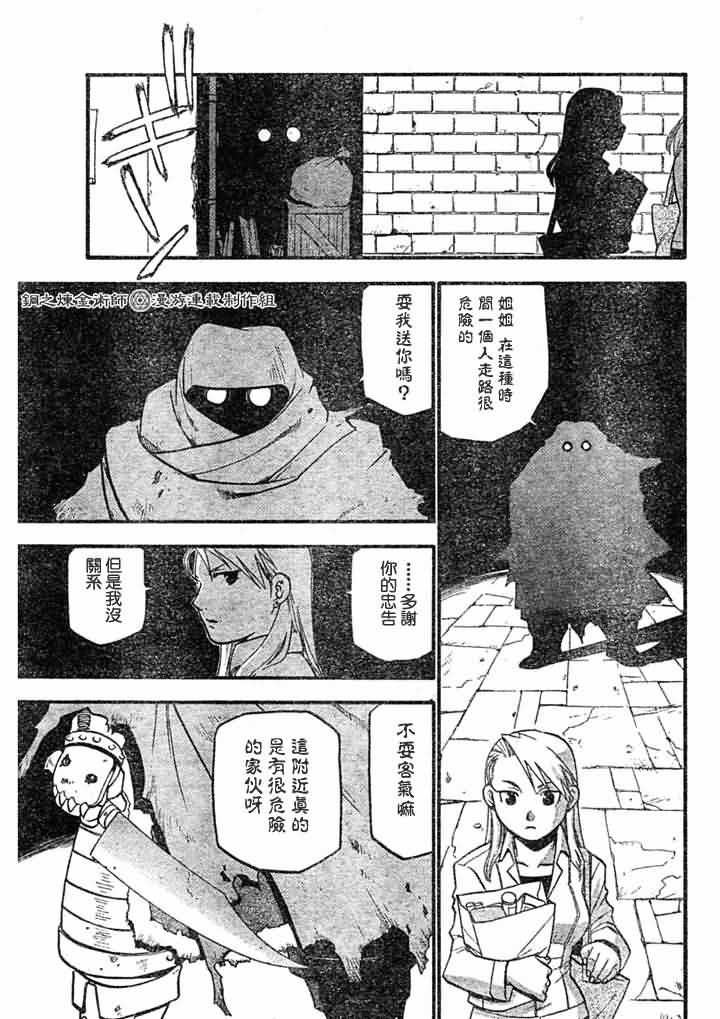 ギッ
鋼之煉金術師 漫游連載制作組
姐姐 在這種時
間一個人走路很
危險的
要我送你嗎？
……多謝
你的忠告
但是我沒
關系
不要客氣嘛
這附近真的
是有很危險
的家伙呀